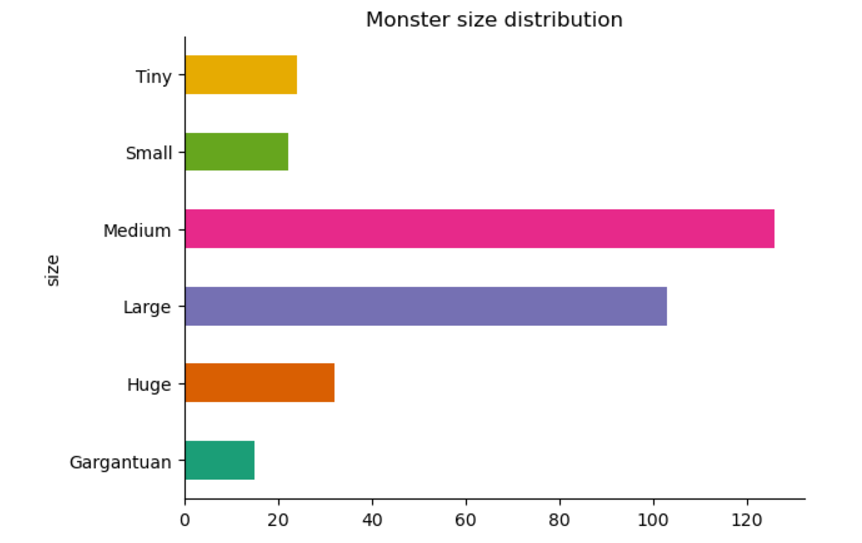 Monster size distribution
Tiny
Small
Medium
size
Large
Huge
Gargantuan
0 20 40 60 80 100 120